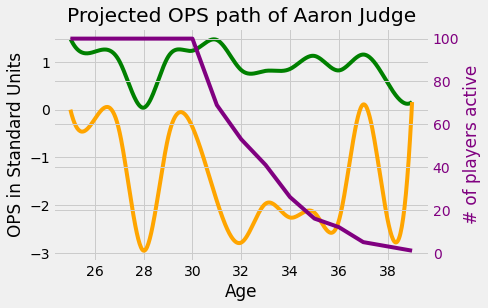 Projected OPS path of Aaron Judge
OPS in Standard Units
1
0
−1
−2
−3
100
80
60
40
20
0
# of players active
26 28 30 32 34 36 38
Age